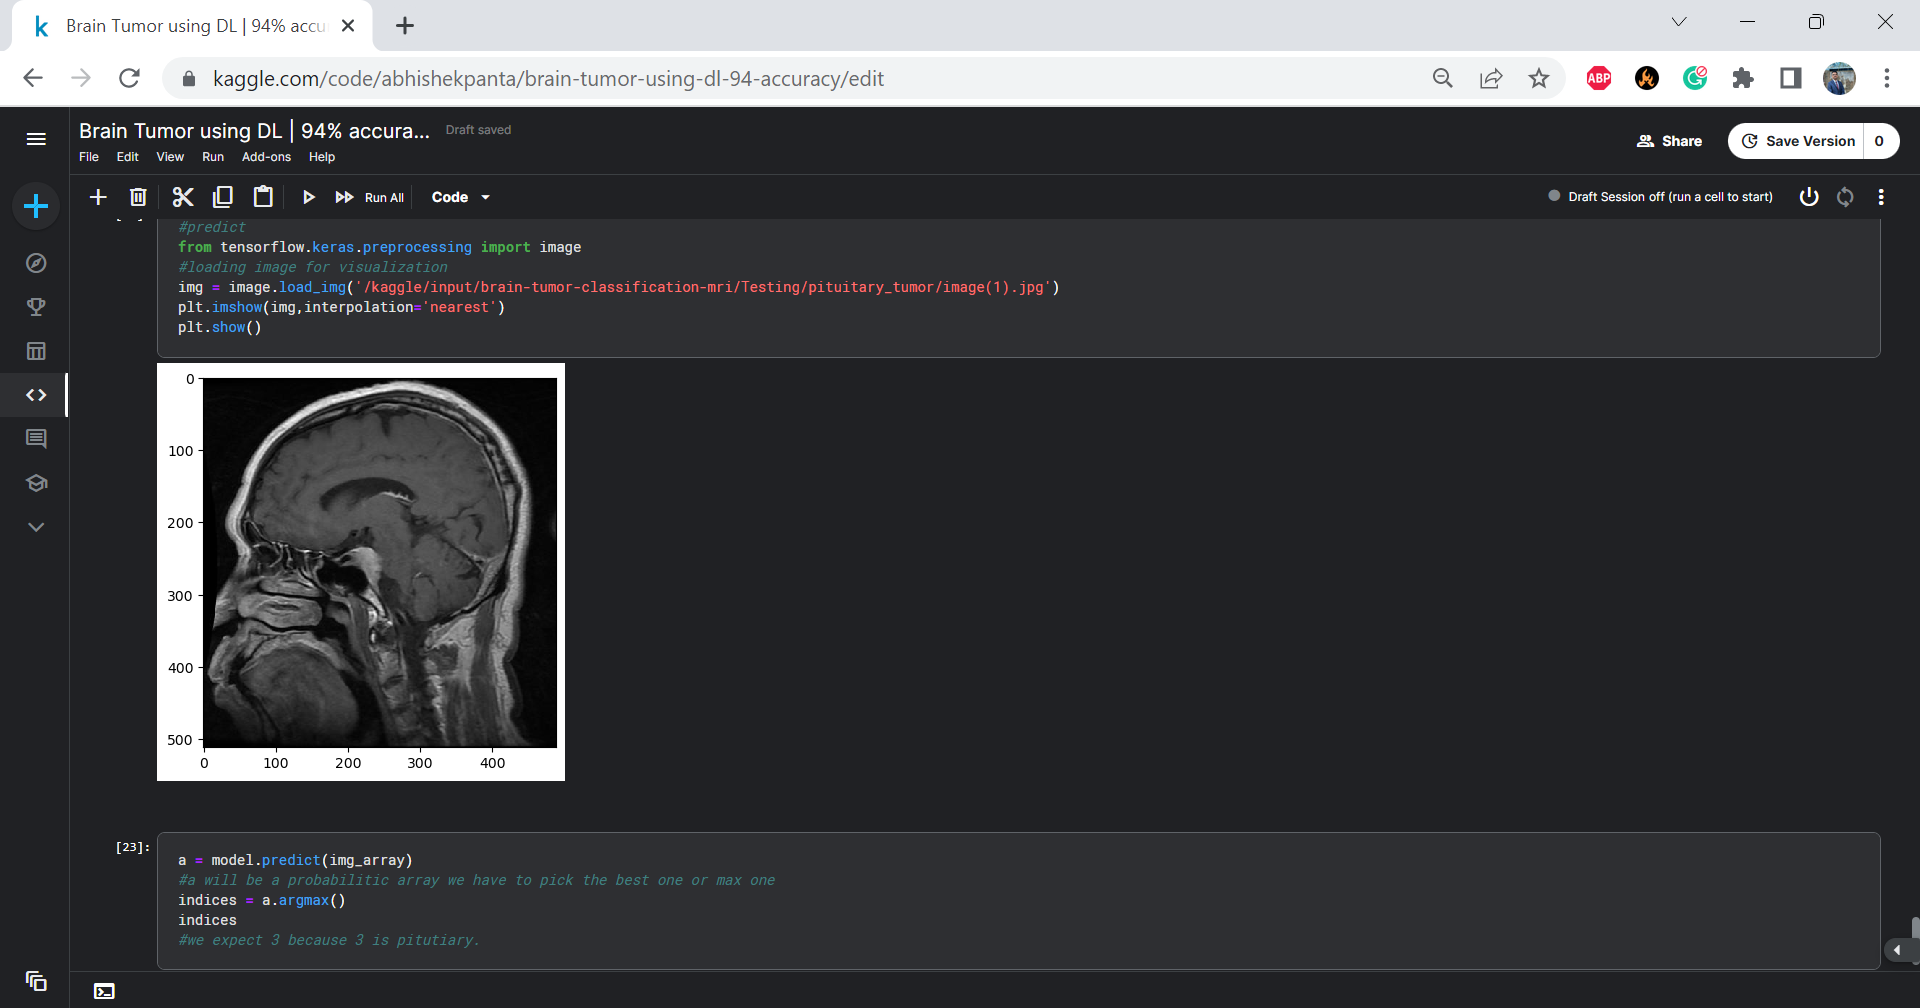 Brain Tumor using DL | 94% accu
kaggle.com/code/abhishekpanta/brain-tumor-using-dl-94-accuracy/edit
ABP
Brain Tumor using DL | 94% accura... Draft saved
File Edit View Run Add-ons Help
Share
Save Version 0
Run All Code
Draft Session off (run a cell to start)
#predict
from tensorflow.keras.preprocessing import image
#loading image for visualization
img = image.load_img('/kaggle/input/brain-tumor-classification-mri/Testing/pituitary_tumor/image(1).jpg')
plt.imshow(img,interpolation='nearest')
plt.show()
0
100
200
300
400
500
0 100 200 300 400
[23]:
a = model.predict(img_array)
#a will be a probabilitic array we have to pick the best one or max one
indices = a.argmax()
indices
#we expect 3 because 3 is pitutiary.